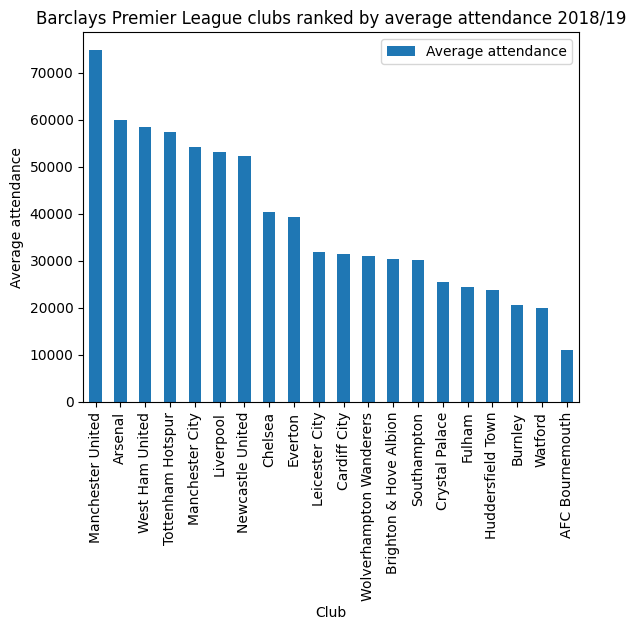 Barclays Premier League clubs ranked by average attendance 2018/19
Average attendance
Average attendance
70000
60000
50000
40000
30000
20000
10000
0
Manchester United
Arsenal
West Ham United
Tottenham Hotspur
Manchester City
Liverpool
Newcastle United
Chelsea
Everton
Leicester City
Cardiff City
Wolverhampton Wanderers
Brighton & Hove Albion
Southampton
Crystal Palace
Fulham
Huddersfield Town
Burnley
Watford
AFC Bournemouth
Club